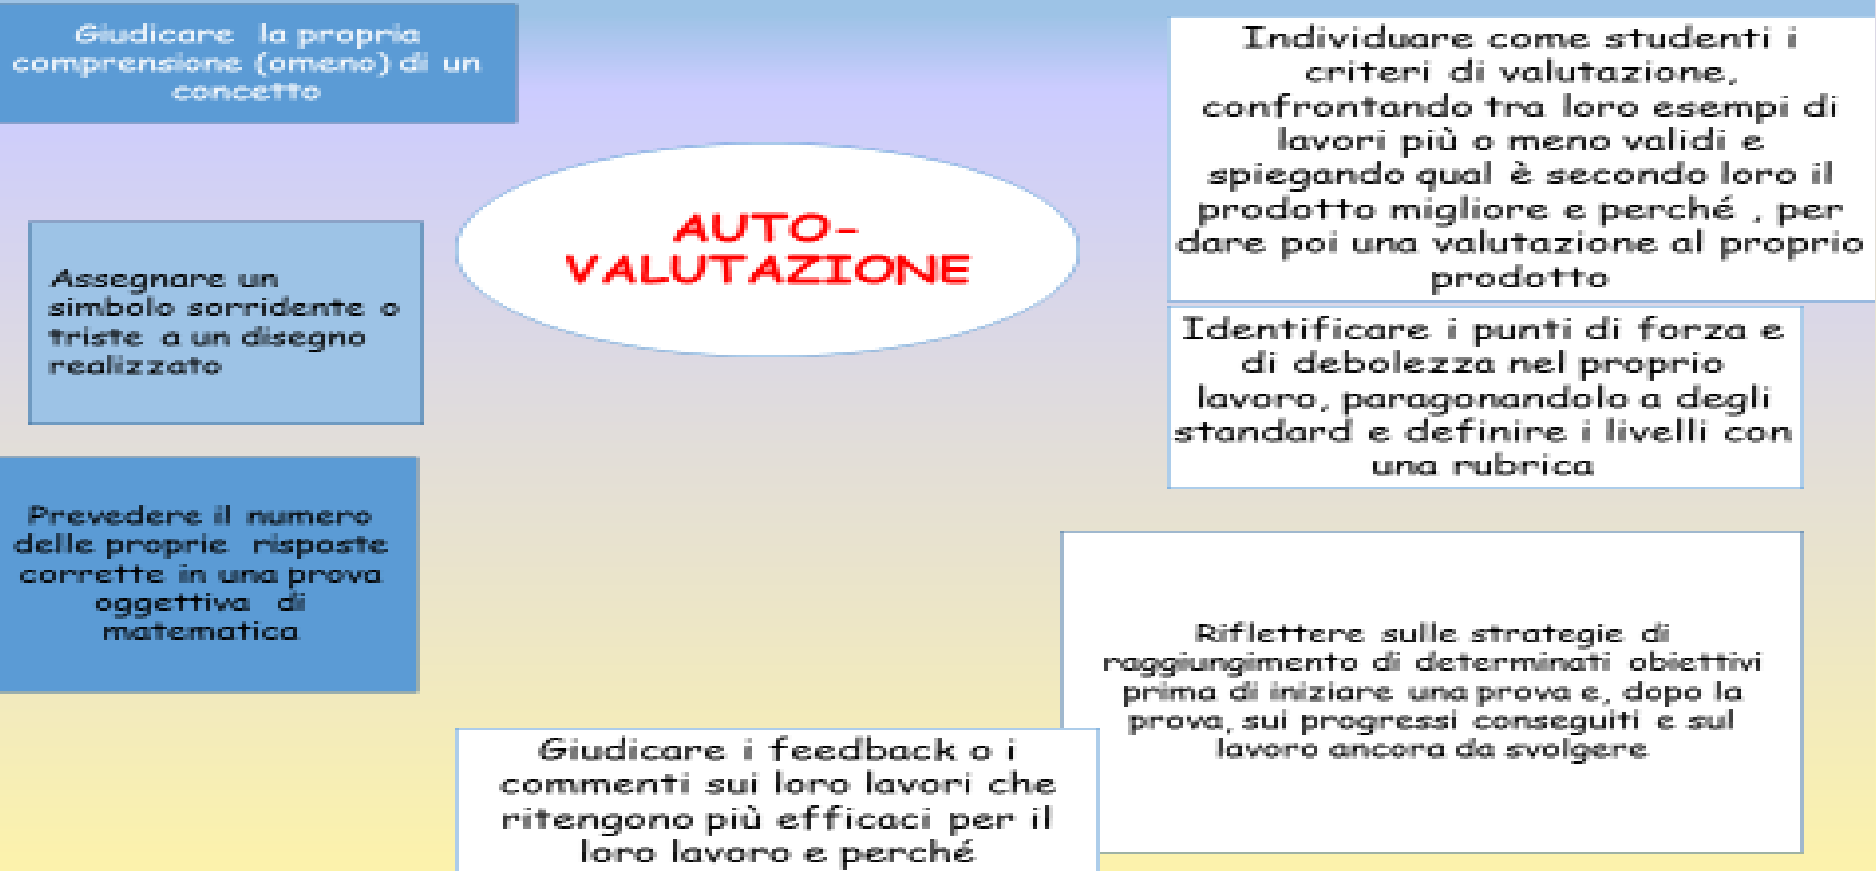 Giudicare la propria
comprensione (omeno) di un
concetto
AUTO-
VALUTAZIONE
Individuare come studenti i
criteri di valutazione,
confrontando tra loro esempi di
lavori più o meno validi e
spiegando qual è secondo loro il
prodotto migliore e perché , per
dare poi una valutazione al proprio
prodotto
Assegnare un
simbolo sorridente o
triste a un disegno
realizzato
Identificare i punti di forza e
di debolezza nel proprio
lavoro, paragonandolo a degli
standard e definire i livelli con
una rubrica
Prevedere il numero
delle proprie risposte
corrette in una prova
oggettiva di
matematica
Riflettere sulle strategie di
raggiungimento di determinati obiettivi
prima di iniziare una prova e, dopo la
prova, sui progressi conseguiti e sul
lavoro ancora da svolgere
Giudicare i feedback o i
commenti sui loro lavori che
ritengono più efficaci per il
loro lavoro e perché